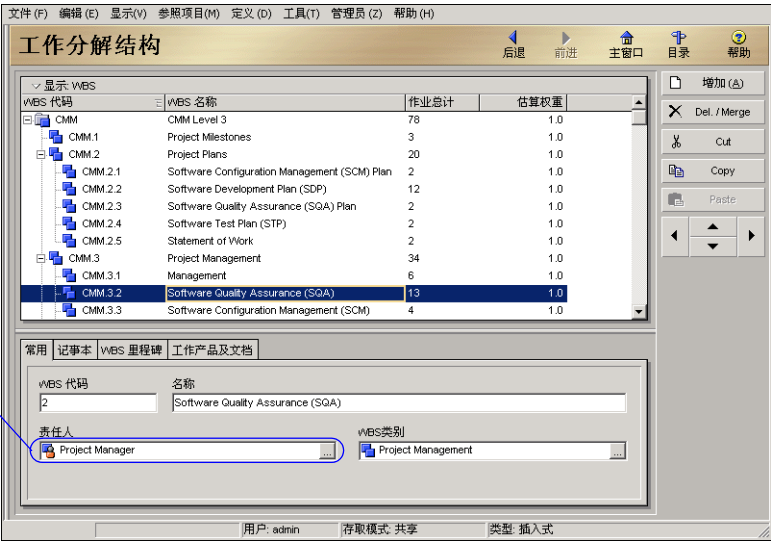 文件(F) 编辑(E) 显示(V) 参照项目(M) 定义(D) 工具(T) 管理员(Z) 帮助(H)
工作分解结构 后退 前进 主窗口 目录 帮助
显示: WBS
WBS 代码 WBS 名称 作业总计 估算权重
CMM CMM Level 3 78 1.0
CMM.1 Project Milestones 3 1.0
CMM.2 Project Plans 20 1.0
CMM.2.1 Software Configuration Management (SCM) Plan 2 1.0
CMM.2.2 Software Development Plan (SDP) 12 1.0
CMM.2.3 Software Quality Assurance (SQA) Plan 2 1.0
CMM.2.4 Software Test Plan (STP) 2 1.0
CMM.2.5 Statement of Work 2 1.0
CMM.3 Project Management 34 1.0
CMM.3.1 Management 6 1.0
CMM.3.2 Software Quality Assurance (SQA) 13 1.0
CMM.3.3 Software Configuration Management (SCM) 4 1.0
增加(A)
Del. / Merge
Cut
Copy
Paste
常用 记事本 WBS 里程碑 工作产品及文档
WBS 代码 名称
2 Software Quality Assurance (SQA)
责任人 WBS类别
Project Manager ... Project Management ...
用户: admin 存取模式: 共享 类型: 插入式